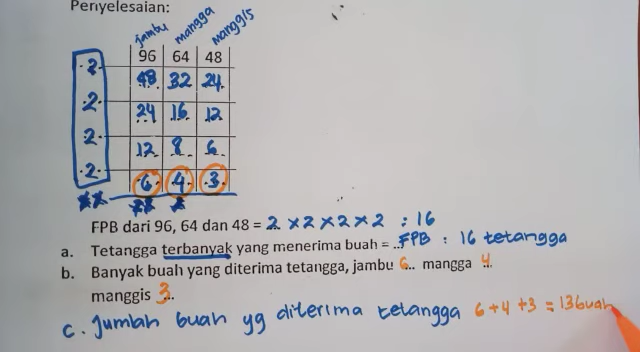 Penyelesaian:
jambu mangga manggis
96 64 48
2 48 32 24
2 24 16 12
2 12 8 6
2 6 4 3
FPB dari 96, 64 dan 48 = 2 x 2 x 2 x 2 : 16
a. Tetangga terbanyak yang menerima buah = ..FPB : 16 tetangga
b. Banyak buah yang diterima tetangga, jambu 6... mangga 4..
manggis 3...
c. Jumlah buah yg diterima tetangga 6 + 4 + 3 = 13 buah